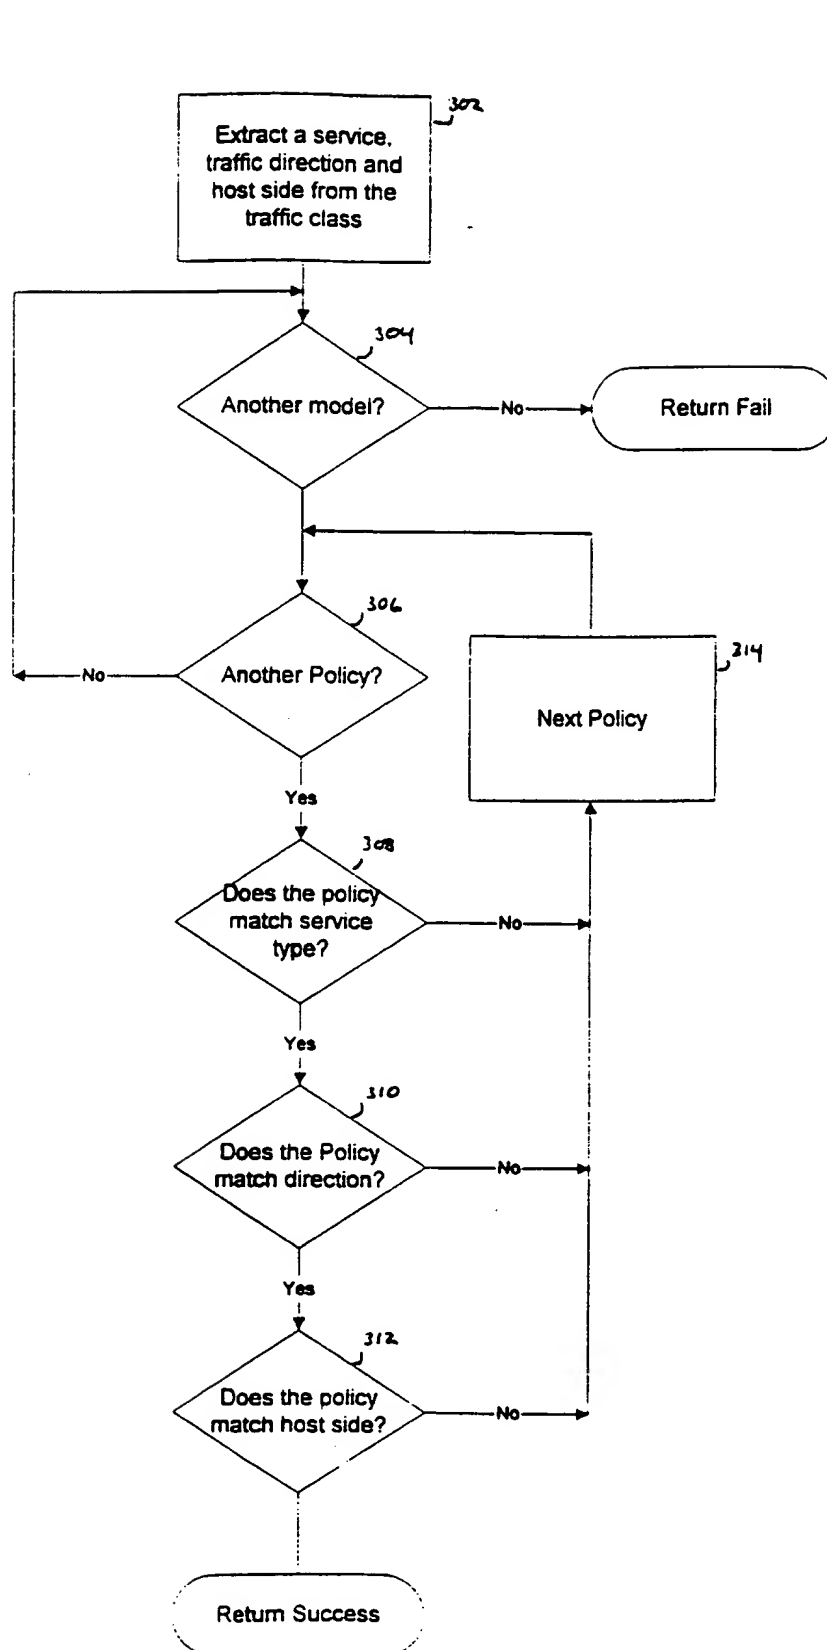 302
Extract a service,
traffic direction and
host side from the
traffic class
304
Another model?
No
Return Fail
306
Another Policy?
No
314
Next Policy
Yes
308
Does the policy
match service
type?
No
Yes
310
Does the Policy
match direction?
No
Yes
312
Does the policy
match host side?
No
Return Success